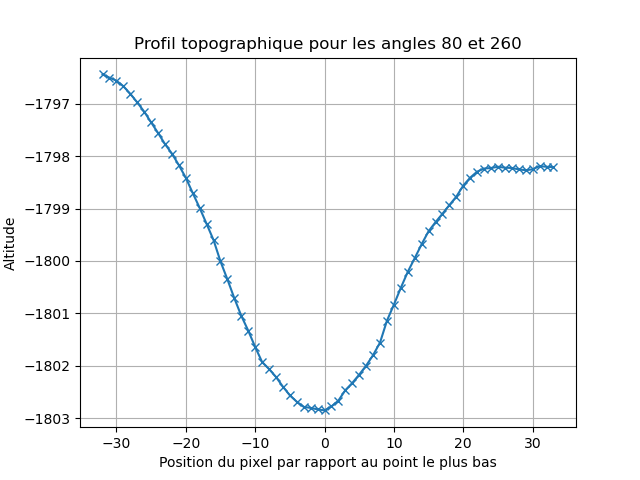 Profil topographique pour les angles 80 et 260
Altitude
−1797
−1798
−1799
−1800
−1801
−1802
−1803
−30 −20 −10 0 10 20 30
Position du pixel par rapport au point le plus bas